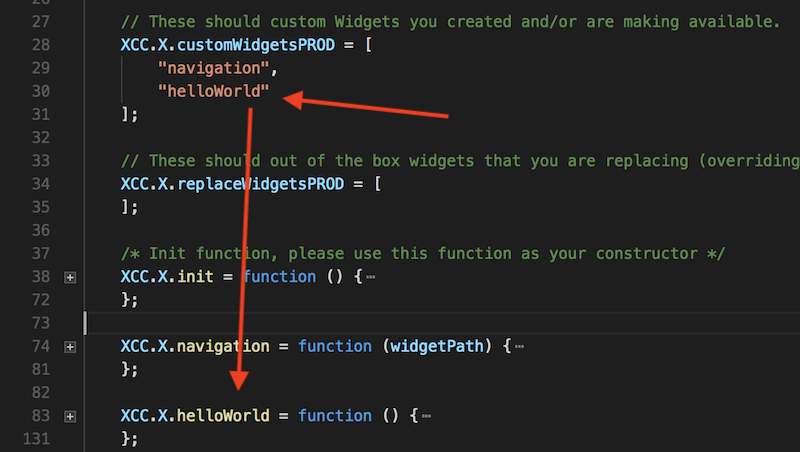 27 // These should custom Widgets you created and/or are making available.
28 XCC.X.customWidgetsPROD = [
29 "navigation",
30 "helloWorld"
31 ];
32
33 // These should out of the box widgets that you are replacing (overriding
34 XCC.X.replaceWidgetsPROD = [
35 ];
36
37 /* Init function, please use this function as your constructor */
38 XCC.X.init = function () {⋯
72 };
73
74 XCC.X.navigation = function (widgetPath) {⋯
81 };
82
83 XCC.X.helloWorld = function () {⋯
131 };